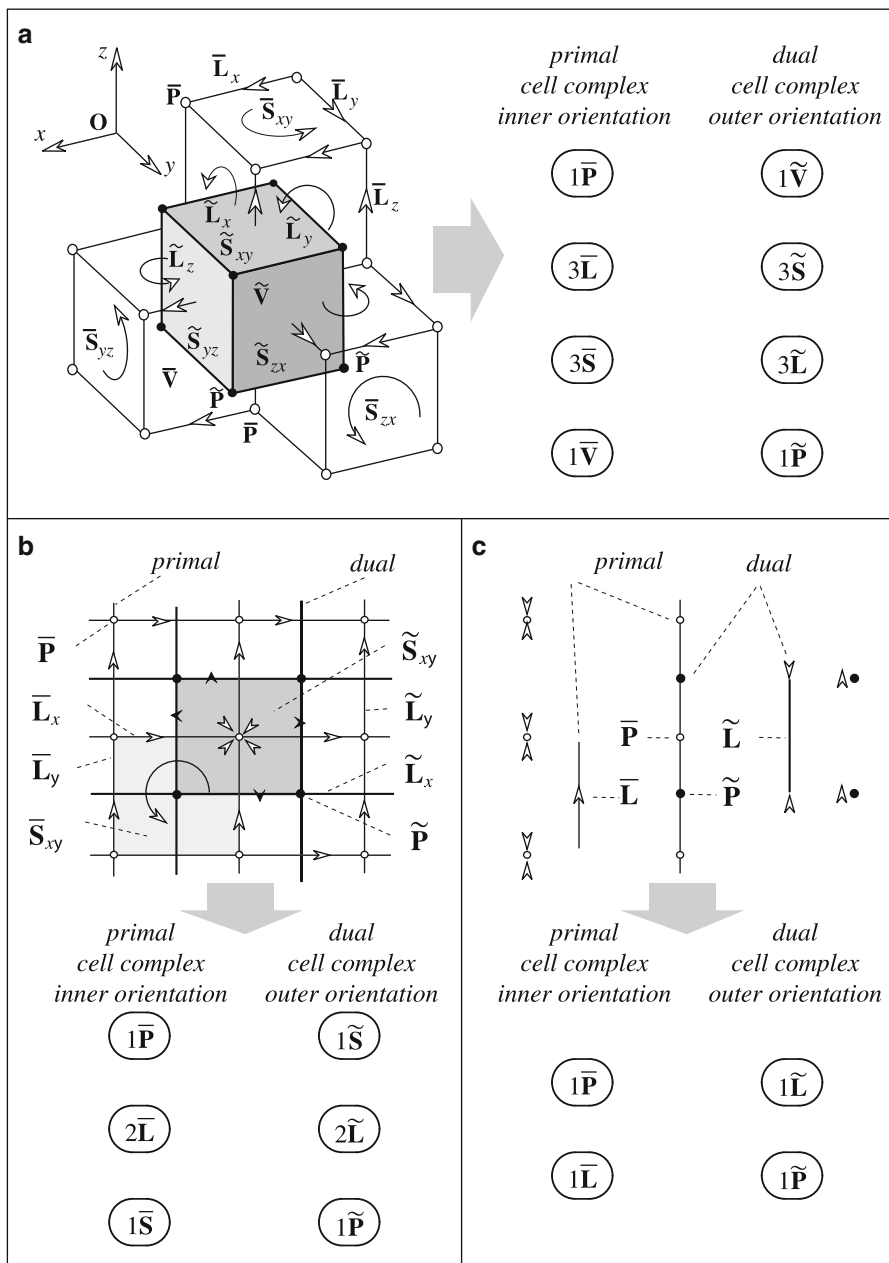 a
z
x
y
O
P̅
L̅x
L̅y
S̅xy
L̅z
L̃x
L̃y
S̃xy
L̃z
Ṽ
S̅yz
S̃yz
S̃zx
V̅
P̃
P̃
P̅
S̅zx
primal
cell complex
inner orientation
dual
cell complex
outer orientation
1P̅ 1Ṽ
3L̅ 3S̃
3S̅ 3L̃
1V̅ 1P̃
b
primal dual
P̅
S̃xy
L̅x
L̃y
L̅y
L̃x
S̅xy
P̃
primal
cell complex
inner orientation
dual
cell complex
outer orientation
1P̅ 1S̃
2L̅ 2L̃
1S̅ 1P̃
c
primal dual
P̅ L̃
L̅ P̃
primal
cell complex
inner orientation
dual
cell complex
outer orientation
1P̅ 1L̃
1L̅ 1P̃